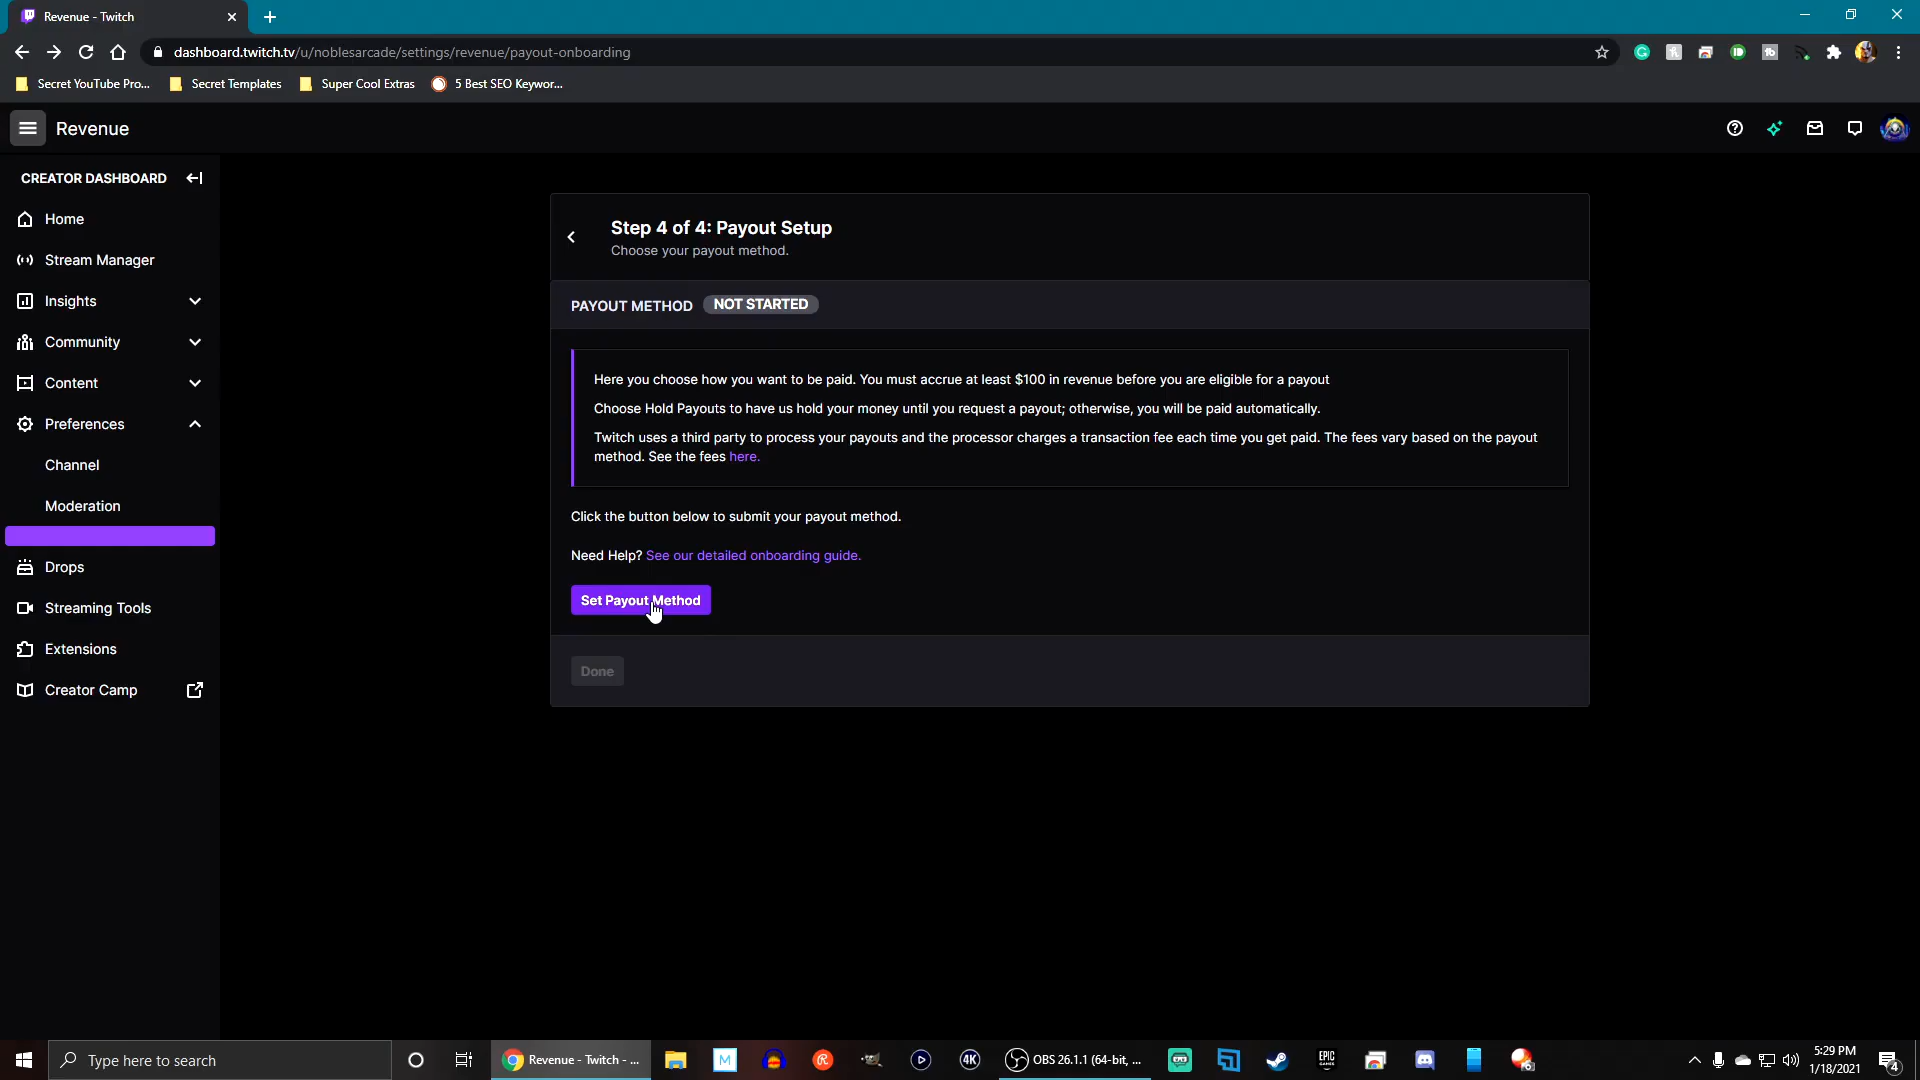 Revenue - Twitch
dashboard.twitch.tv/u/noblesarcade/settings/revenue/payout-onboarding
Secret YouTube Pro...
Secret Templates
Super Cool Extras
5 Best SEO Keywor...
Revenue
CREATOR DASHBOARD
Home
Stream Manager
Insights
Community
Content
Preferences
Channel
Moderation
Drops
Streaming Tools
Extensions
Creator Camp
Step 4 of 4: Payout Setup
Choose your payout method.
PAYOUT METHOD NOT STARTED
Here you choose how you want to be paid. You must accrue at least $100 in revenue before you are eligible for a payout
Choose Hold Payouts to have us hold your money until you request a payout; otherwise, you will be paid automatically.
Twitch uses a third party to process your payouts and the processor charges a transaction fee each time you get paid. The fees vary based on the payout
method. See the fees here.
Click the button below to submit your payout method.
Need Help? See our detailed onboarding guide.
Set Payout Method
Done
Type here to search
Revenue - Twitch - ...
M
4K
OBS 26.1.1 (64-bit, ...
EPIC
GAMES
5:29 PM
1/18/2021
4